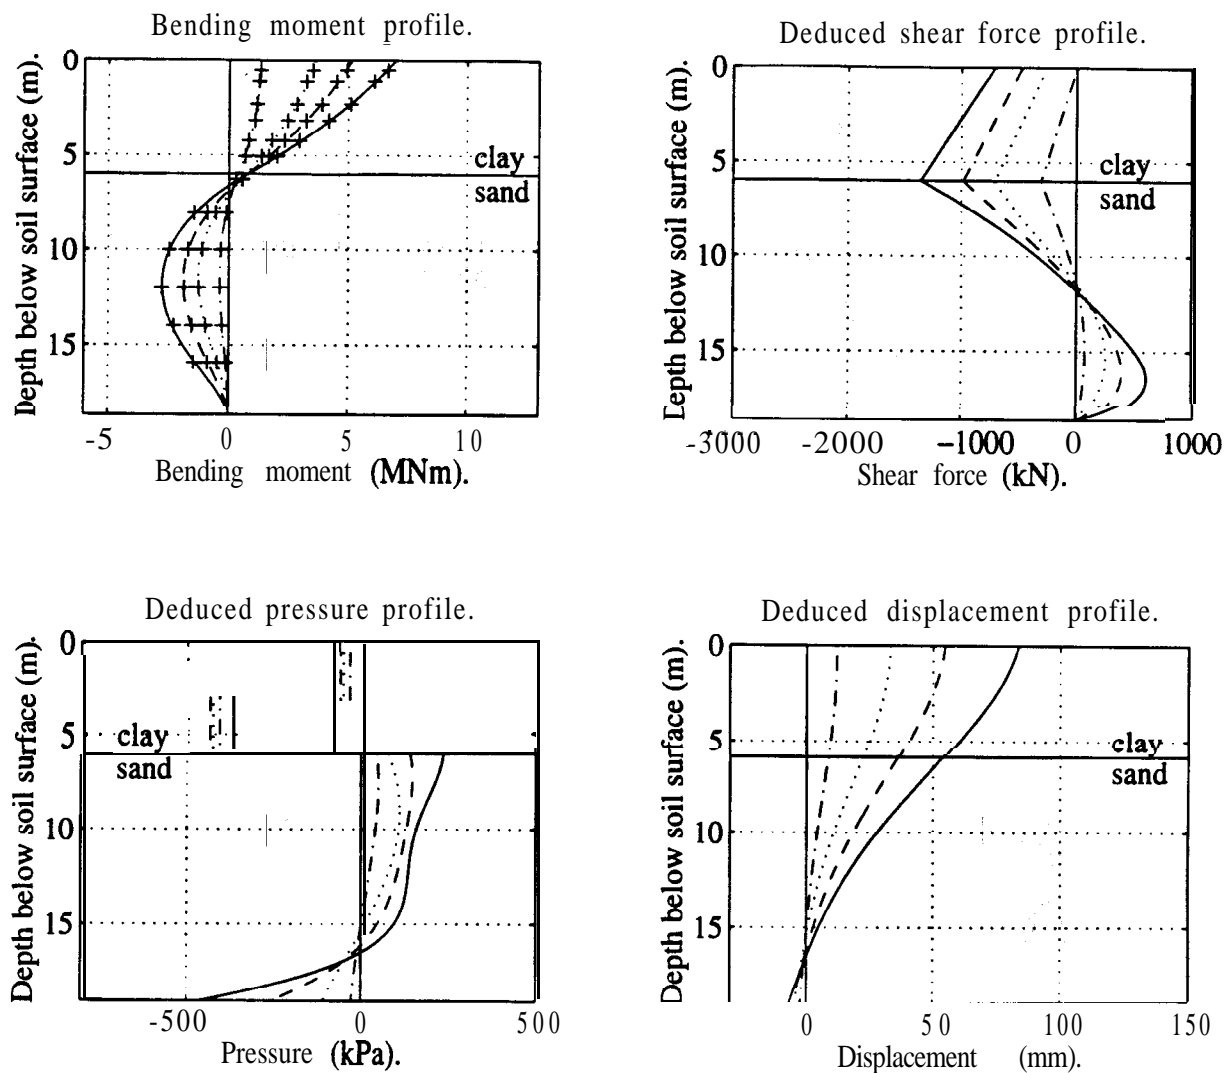 Bending moment profile.
Depth below soil surface (m).
0
5
10
15
clay
sand
-5 0 5 10
Bending moment (MNm).
Deduced shear force profile.
Depth below soil surface (m).
0
5
10
15
clay
sand
-3000 -2000 -1000 0 1000
Shear force (kN).
Deduced pressure profile.
Depth below soil surface (m).
0
5
10
15
clay
sand
-500 0 500
Pressure (kPa).
Deduced displacement profile.
Depth below soil surface (m).
0
5
10
15
clay
sand
0 50 100 150
Displacement (mm).